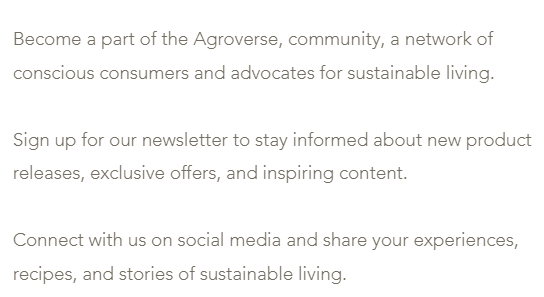 Become a part of the Agroverse, community, a network of
conscious consumers and advocates for sustainable living.
Sign up for our newsletter to stay informed about new product
releases, exclusive offers, and inspiring content.
Connect with us on social media and share your experiences,
recipes, and stories of sustainable living.